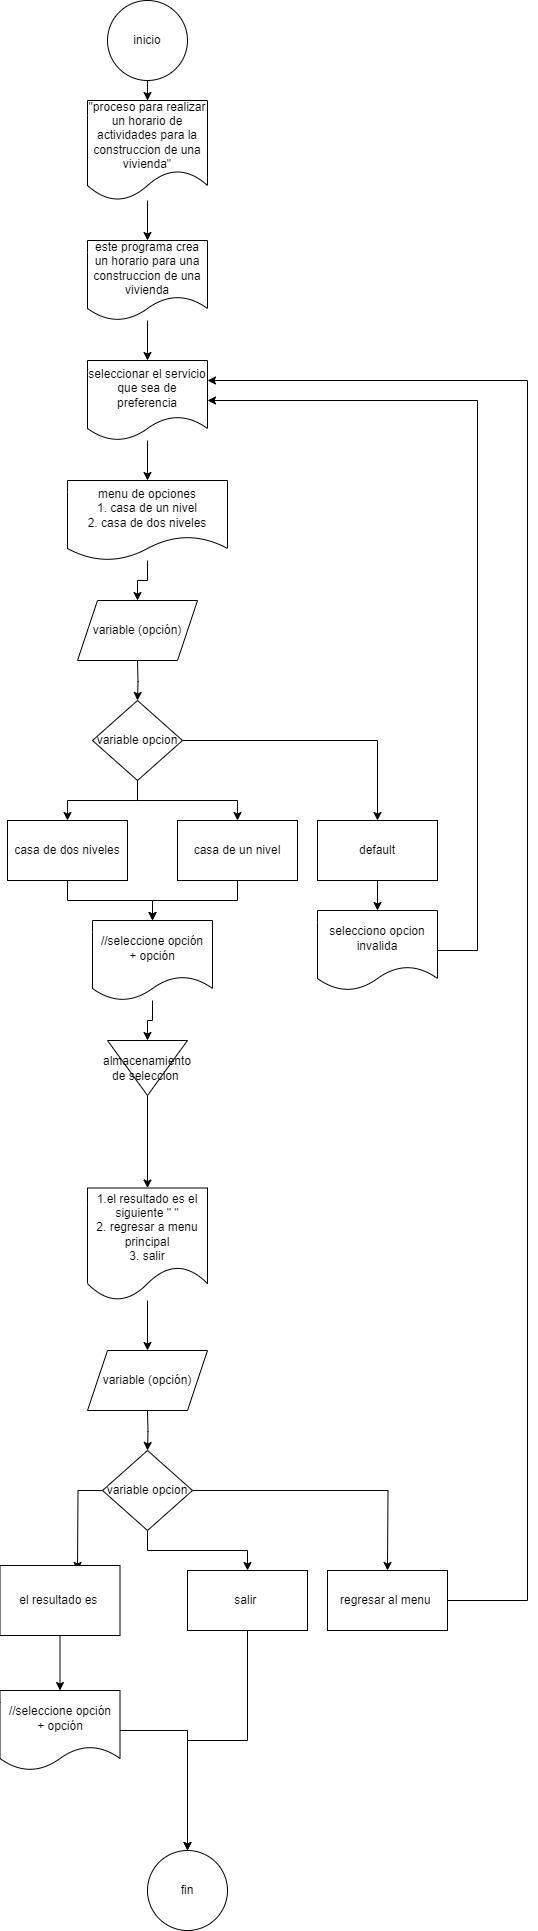 inicio
"proceso para realizar
un horario de
actividades para la
construccion de una
vivienda"
este programa crea
un horario para una
construccion de una
vivienda
seleccionar el servicio
que sea de
preferencia
menu de opciones
1. casa de un nivel
2. casa de dos niveles
variable (opción)
variable opcion
casa de dos niveles
casa de un nivel
default
//seleccione opción
+ opción
selecciono opcion
invalida
almacenamiento
de seleccion
1.el resultado es el
siguiente " "
2. regresar a menu
principal
3. salir
variable (opción)
variable opcion
el resultado es
salir
regresar al menu
//seleccione opción
+ opción
fin